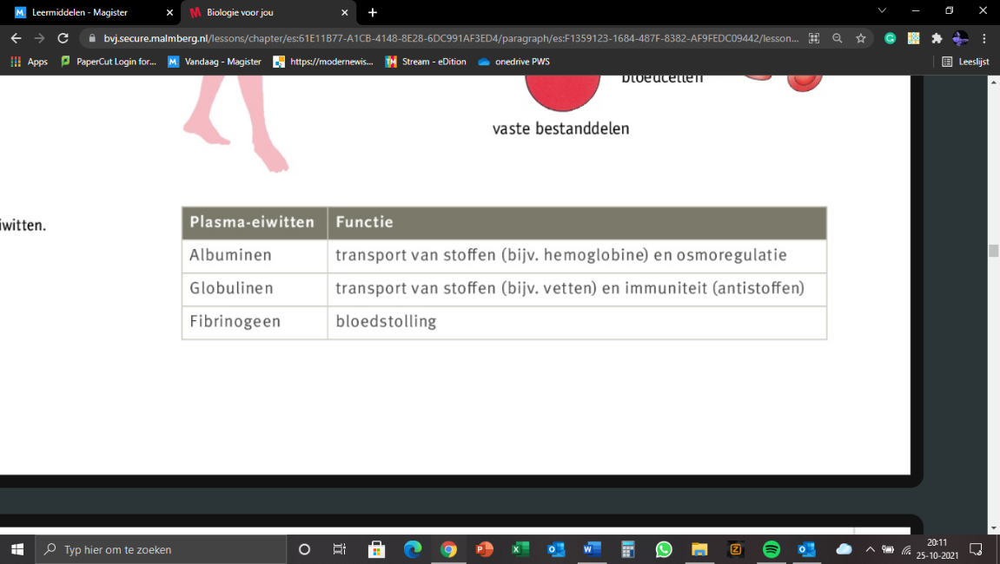 Leermiddelen - Magister
Biologie voor jou
bvj.secure.malmberg.nl/lessons/chapter/es:61E11B77-A1CB-4148-8E28-6DC991AF3ED4/paragraph/es:F1359123-1684-487F-8382-AF9FEDC09442/lesson...
Apps PaperCut Login for... Vandaag - Magister https://modernewis... Stream - eDition onedrive PWS Leeslijst
bloedcellen
vaste bestanddelen
iwitten.
Plasma-eiwitten Functie
Albuminen transport van stoffen (bijv. hemoglobine) en osmoregulatie
Globulinen transport van stoffen (bijv. vetten) en immuniteit (antistoffen)
Fibrinogeen bloedstolling
Typ hier om te zoeken
20:11
25-10-2021